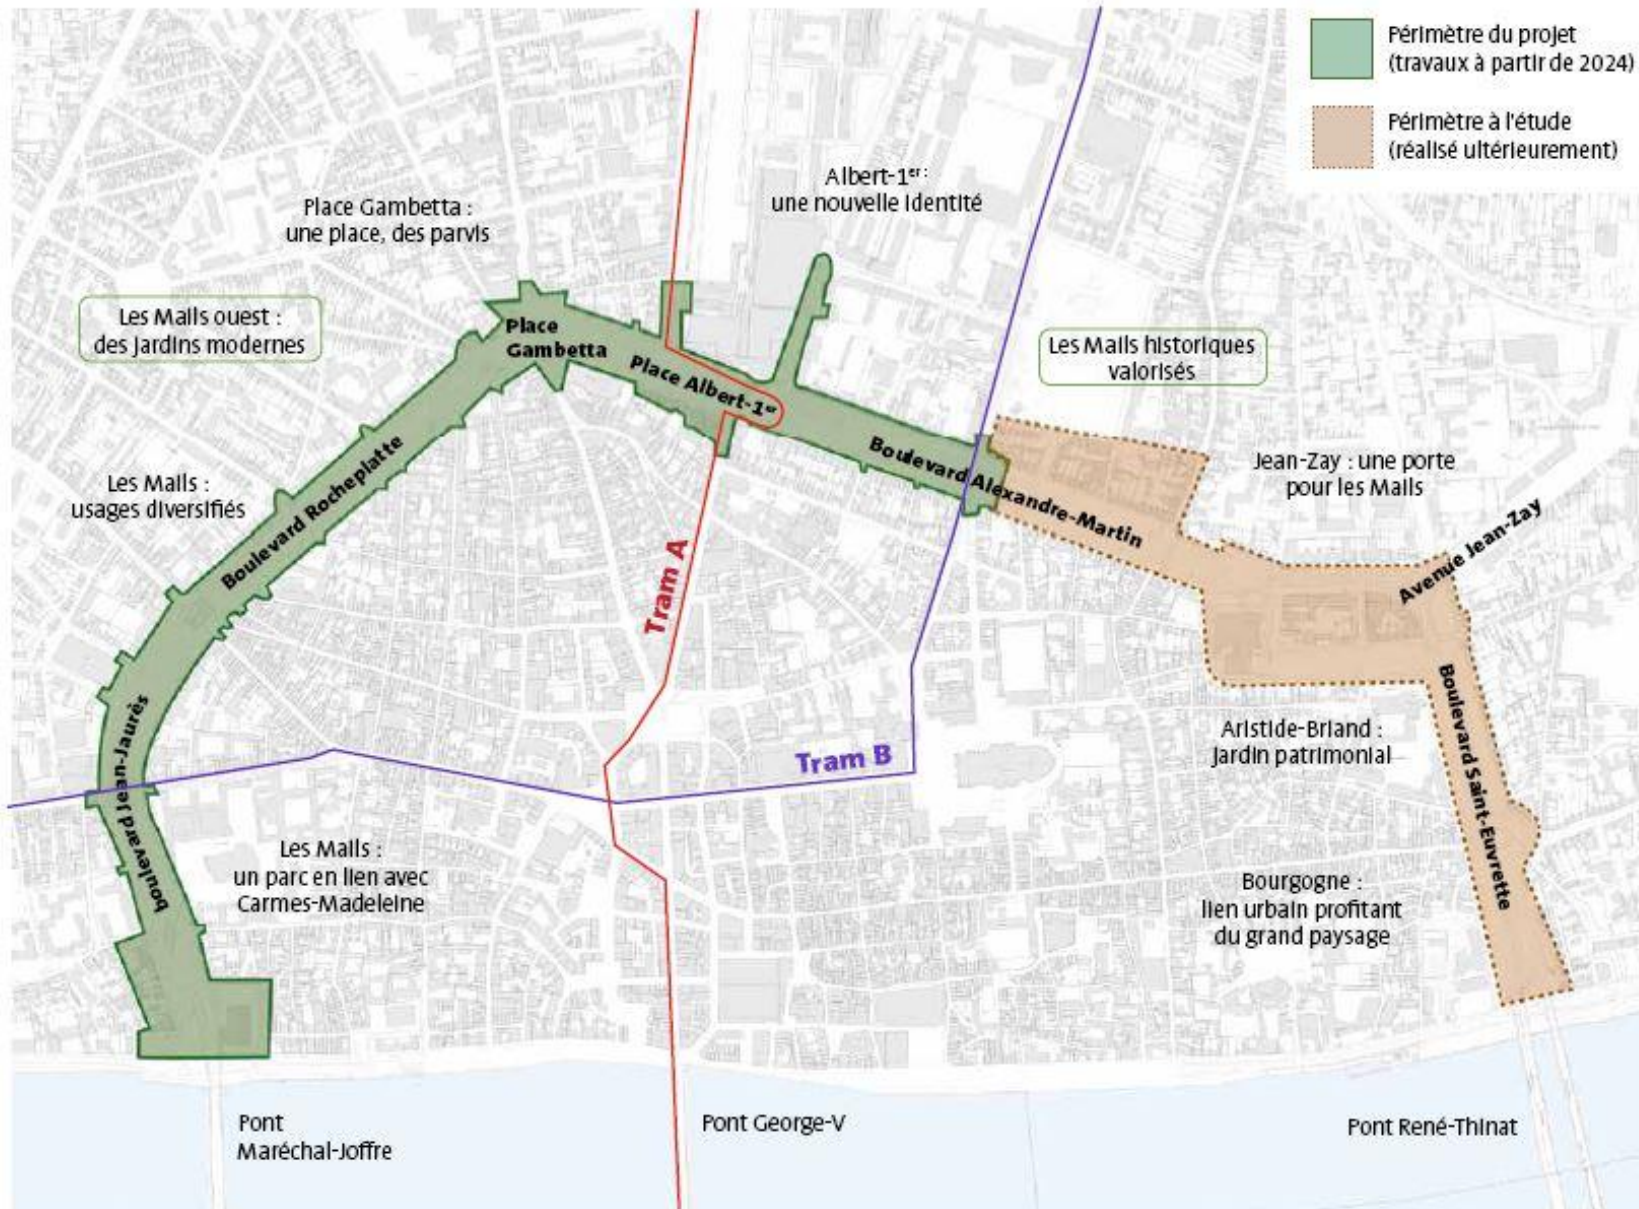 Périmètre du projet
(travaux à partir de 2024)
Périmètre à l'étude
(réalisé ultérieurement)
Albert-1er :
une nouvelle identité
Place Gambetta :
une place, des parvis
Les Mails ouest :
des jardins modernes
Place
Gambetta
Place Albert-1er
Les Mails historiques
valorisés
Boulevard Alexandre-Martin
Jean-Zay : une porte
pour les Mails
Les Mails :
usages diversifiés
Boulevard Rocheplatte
Avenue Jean-Zay
Tram A
boulevard Jean-Jaurès
Tram B
Aristide-Briand :
jardin patrimonial
Boulevard Saint-Euvrette
Les Mails :
un parc en lien avec
Carmes-Madeleine
Bourgogne :
lien urbain profitant
du grand paysage
Pont
Maréchal-Joffre
Pont George-V
Pont René-Thinat